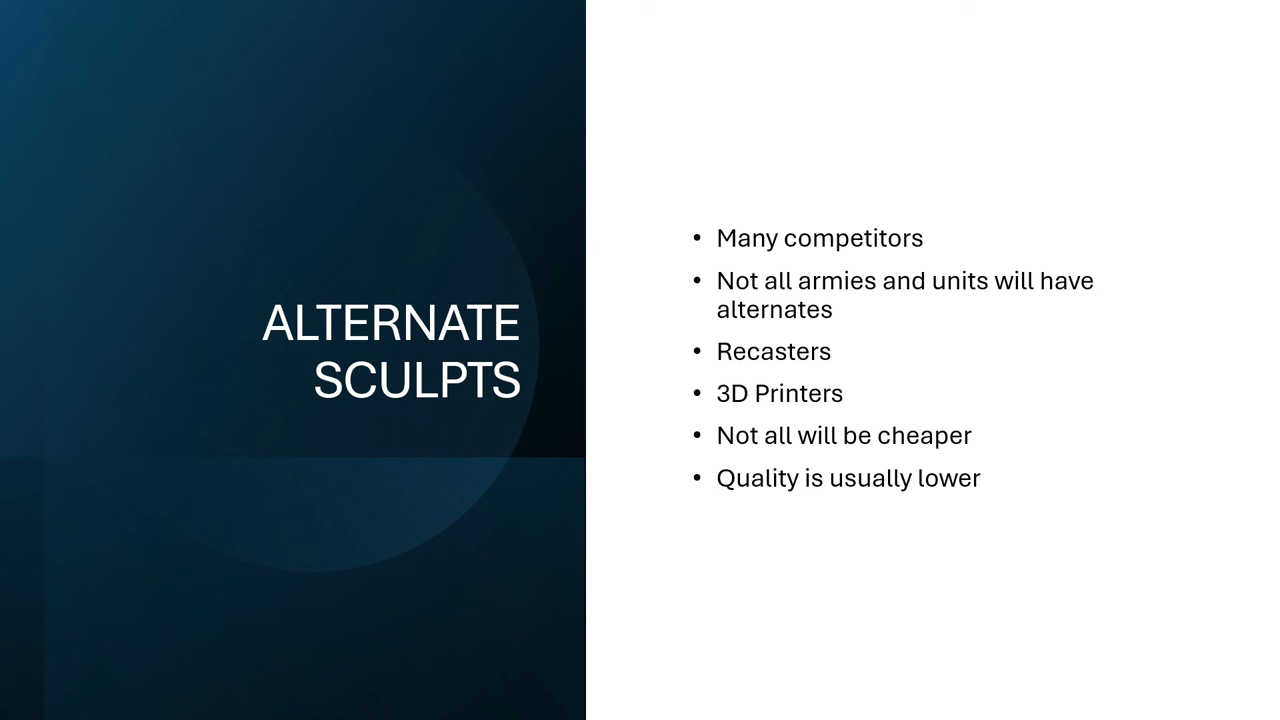 ALTERNATE
SCULPTS
• Many competitors
• Not all armies and units will have
alternates
• Recasters
• 3D Printers
• Not all will be cheaper
• Quality is usually lower